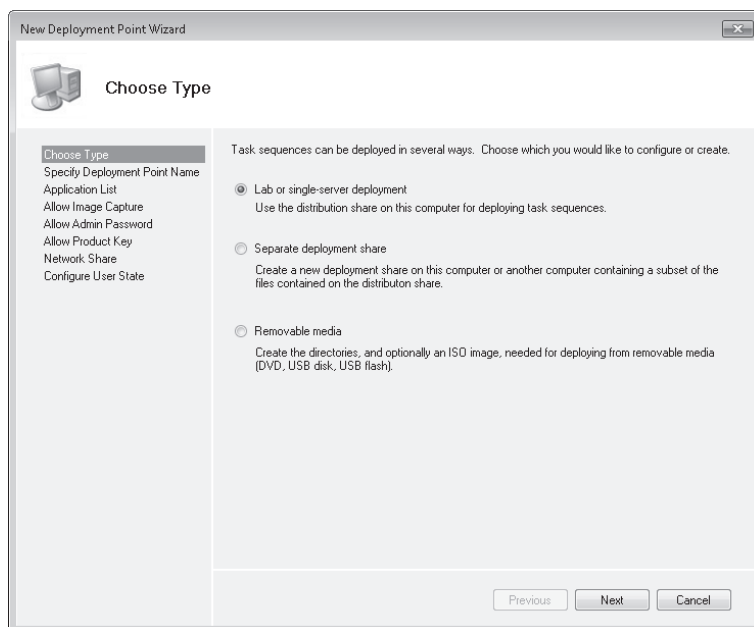 New Deployment Point Wizard
Choose Type
Choose Type
Specify Deployment Point Name
Application List
Allow Image Capture
Allow Admin Password
Allow Product Key
Network Share
Configure User State
Task sequences can be deployed in several ways. Choose which you would like to configure or create.
Lab or single-server deployment
Use the distribution share on this computer for deploying task sequences.
Separate deployment share
Create a new deployment share on this computer or another computer containing a subset of the
files contained on the distributon share.
Removable media
Create the directories, and optionally an ISO image, needed for deploying from removable media
(DVD, USB disk, USB flash).
Previous
Next
Cancel